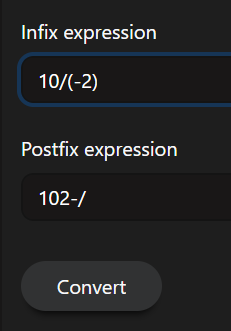 Infix expression
10/(-2)
Postfix expression
102-/
Convert